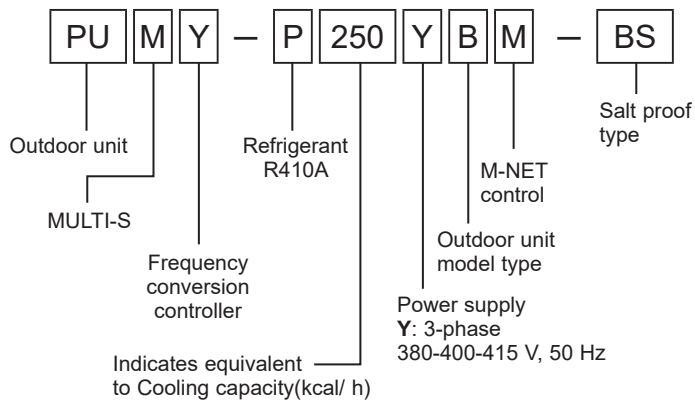 PU M Y – P 250 Y B M – BS
Salt proof
type
Outdoor unit
Refrigerant
R410A
M-NET
control
MULTI-S
Outdoor unit
model type
Frequency
conversion
controller
Power supply
Y: 3-phase
380-400-415 V, 50 Hz
Indicates equivalent
to Cooling capacity(kcal/ h)